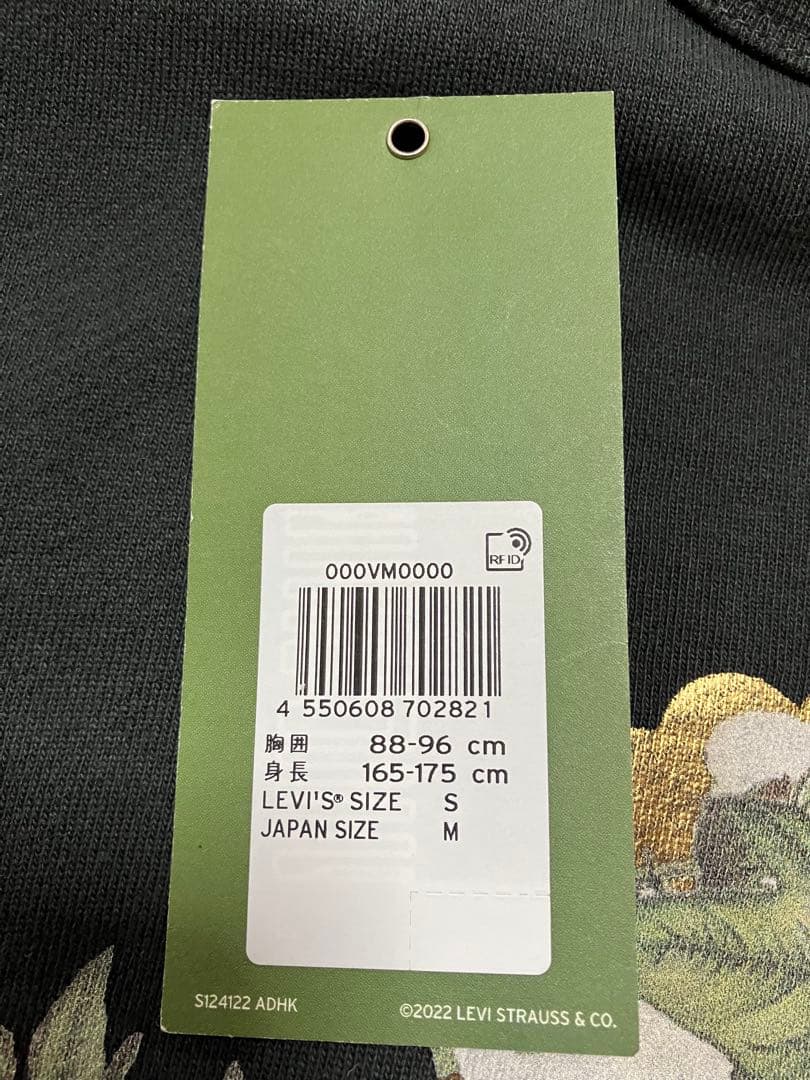 RFID
000VM0000
4 550608 702821
胸囲 88-96 cm
身長 165-175 cm
LEVI'S® SIZE S
JAPAN SIZE M
S124122 ADHK
©2022 LEVI STRAUSS & CO.